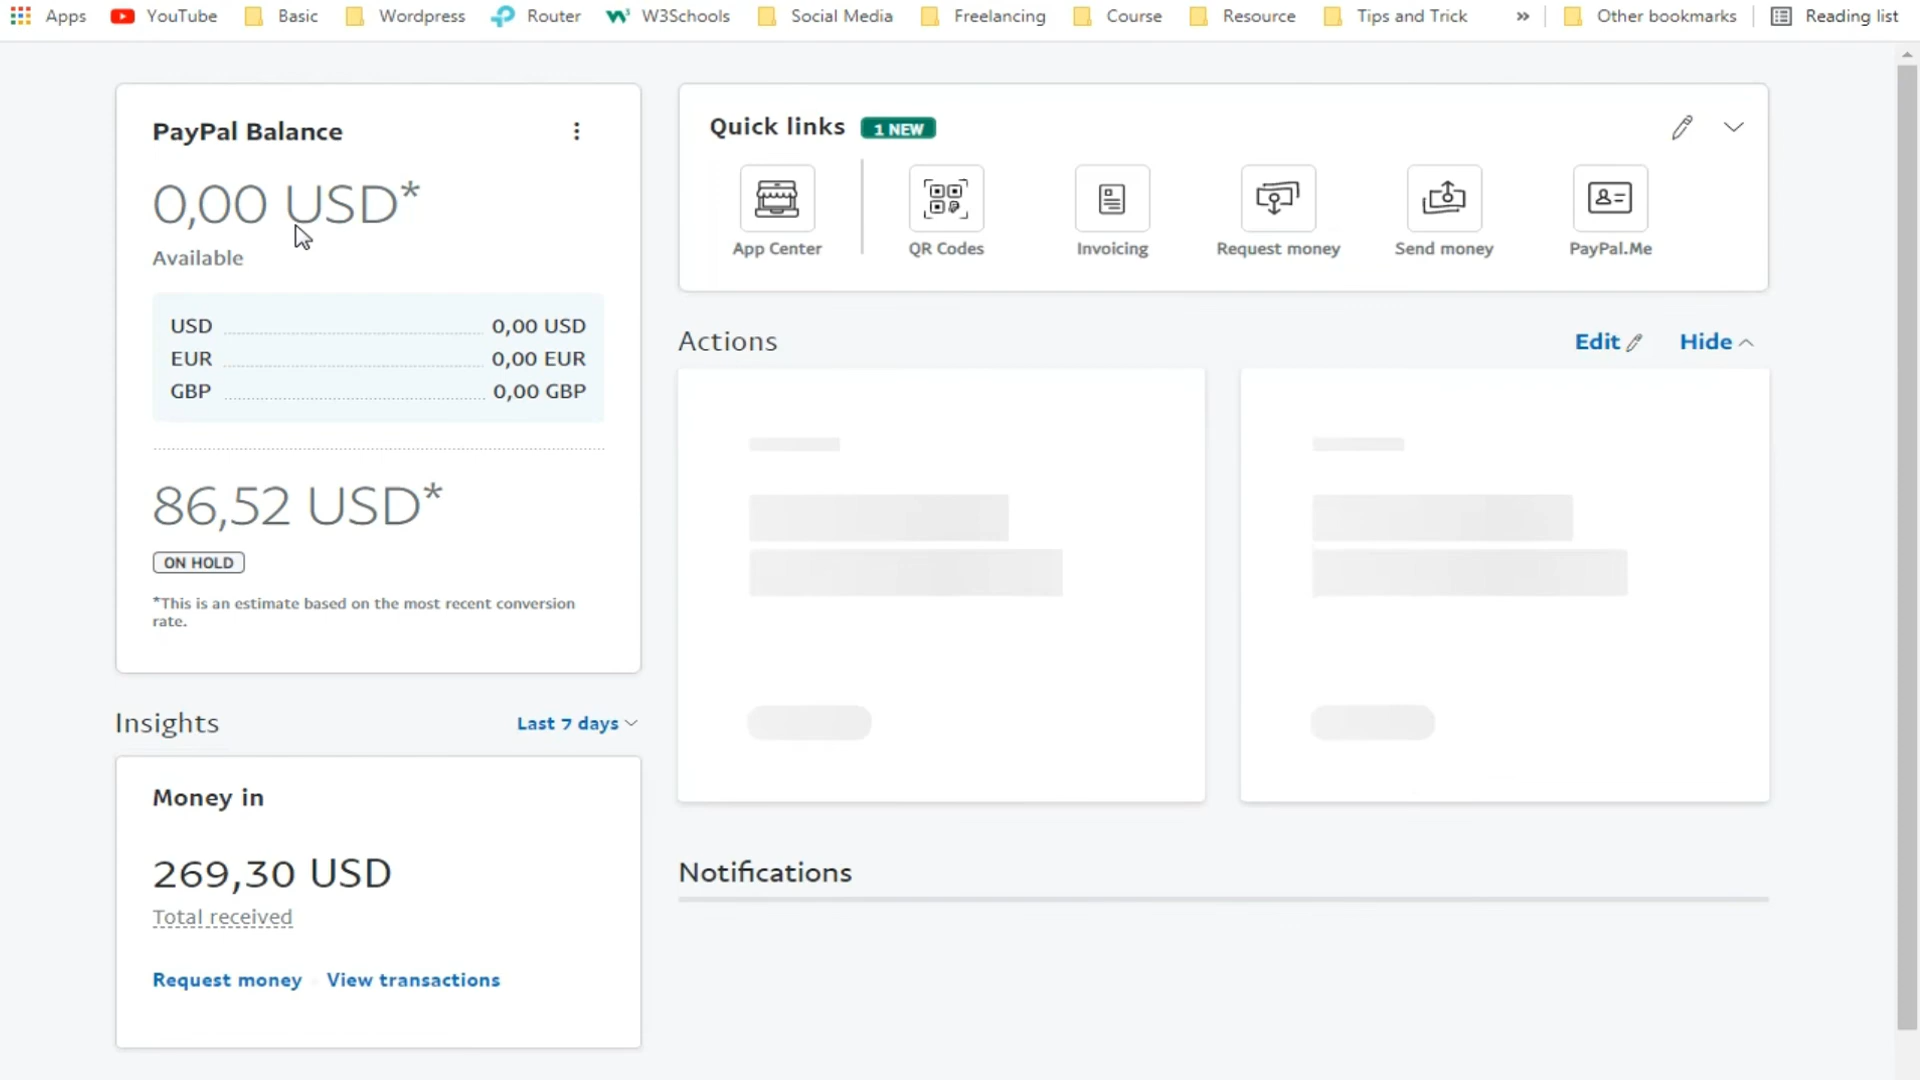 Apps YouTube Basic Wordpress Router W3Schools Social Media Freelancing Course Resource Tips and Trick » Other bookmarks Reading list
PayPal Balance
0,00 USD*
Available
USD 0,00 USD
EUR 0,00 EUR
GBP 0,00 GBP
86,52 USD*
ON HOLD
*This is an estimate based on the most recent conversion
rate.
Insights Last 7 days
Money in
269,30 USD
Total received
Request money View transactions
Quick links 1 NEW
App Center QR Codes Invoicing Request money Send money PayPal.Me
Actions Edit Hide
Notifications